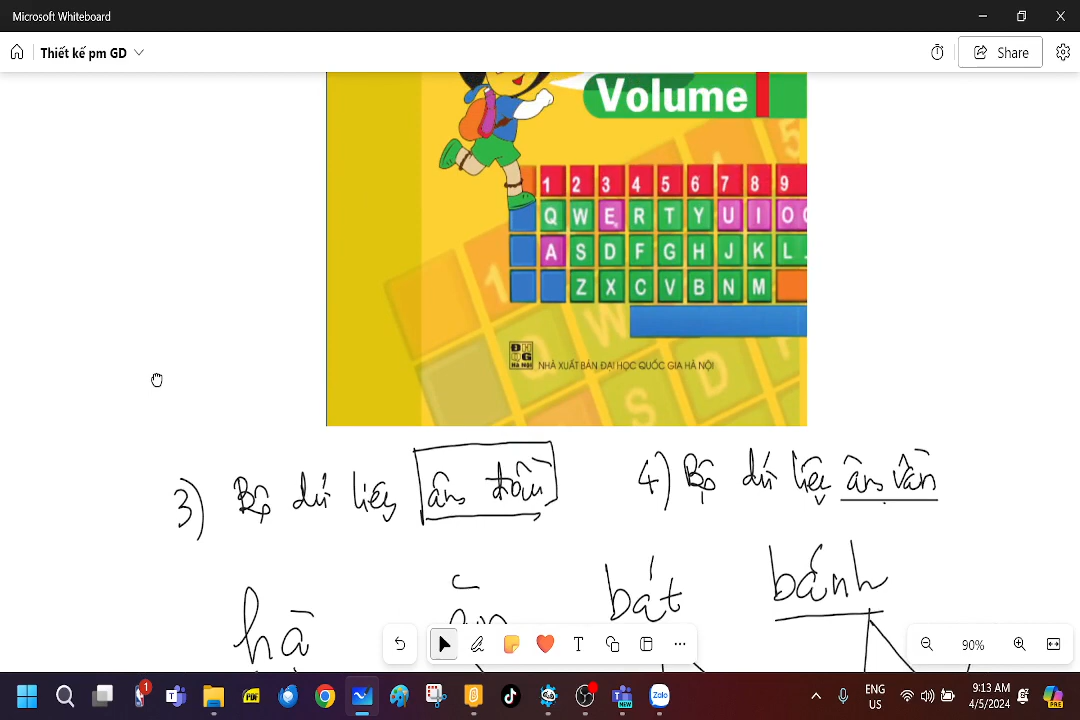 Microsoft Whiteboard
Thiết kế pm GD
Share
Volume I
1 2 3 4 5 6 7 8 9
Q W E R T Y U I O
A S D F G H J K L
Z X C V B N M
NHÀ XUẤT BẢN ĐẠI HỌC QUỐC GIA HÀ NỘI
3) Bộ dữ liệu âm đầu
4) Bộ dữ liệu âm vần
bát bánh
90%
ENG
US
9:13 AM
4/5/2024